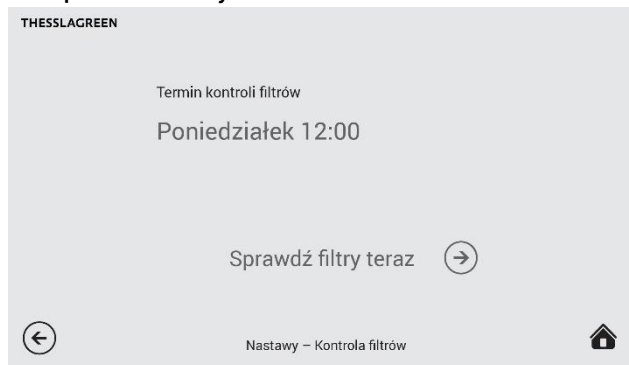 THESSLAGREEN
Termin kontroli filtrów
Poniedziałek 12:00
Sprawdź filtry teraz
Nastawy – Kontrola filtrów